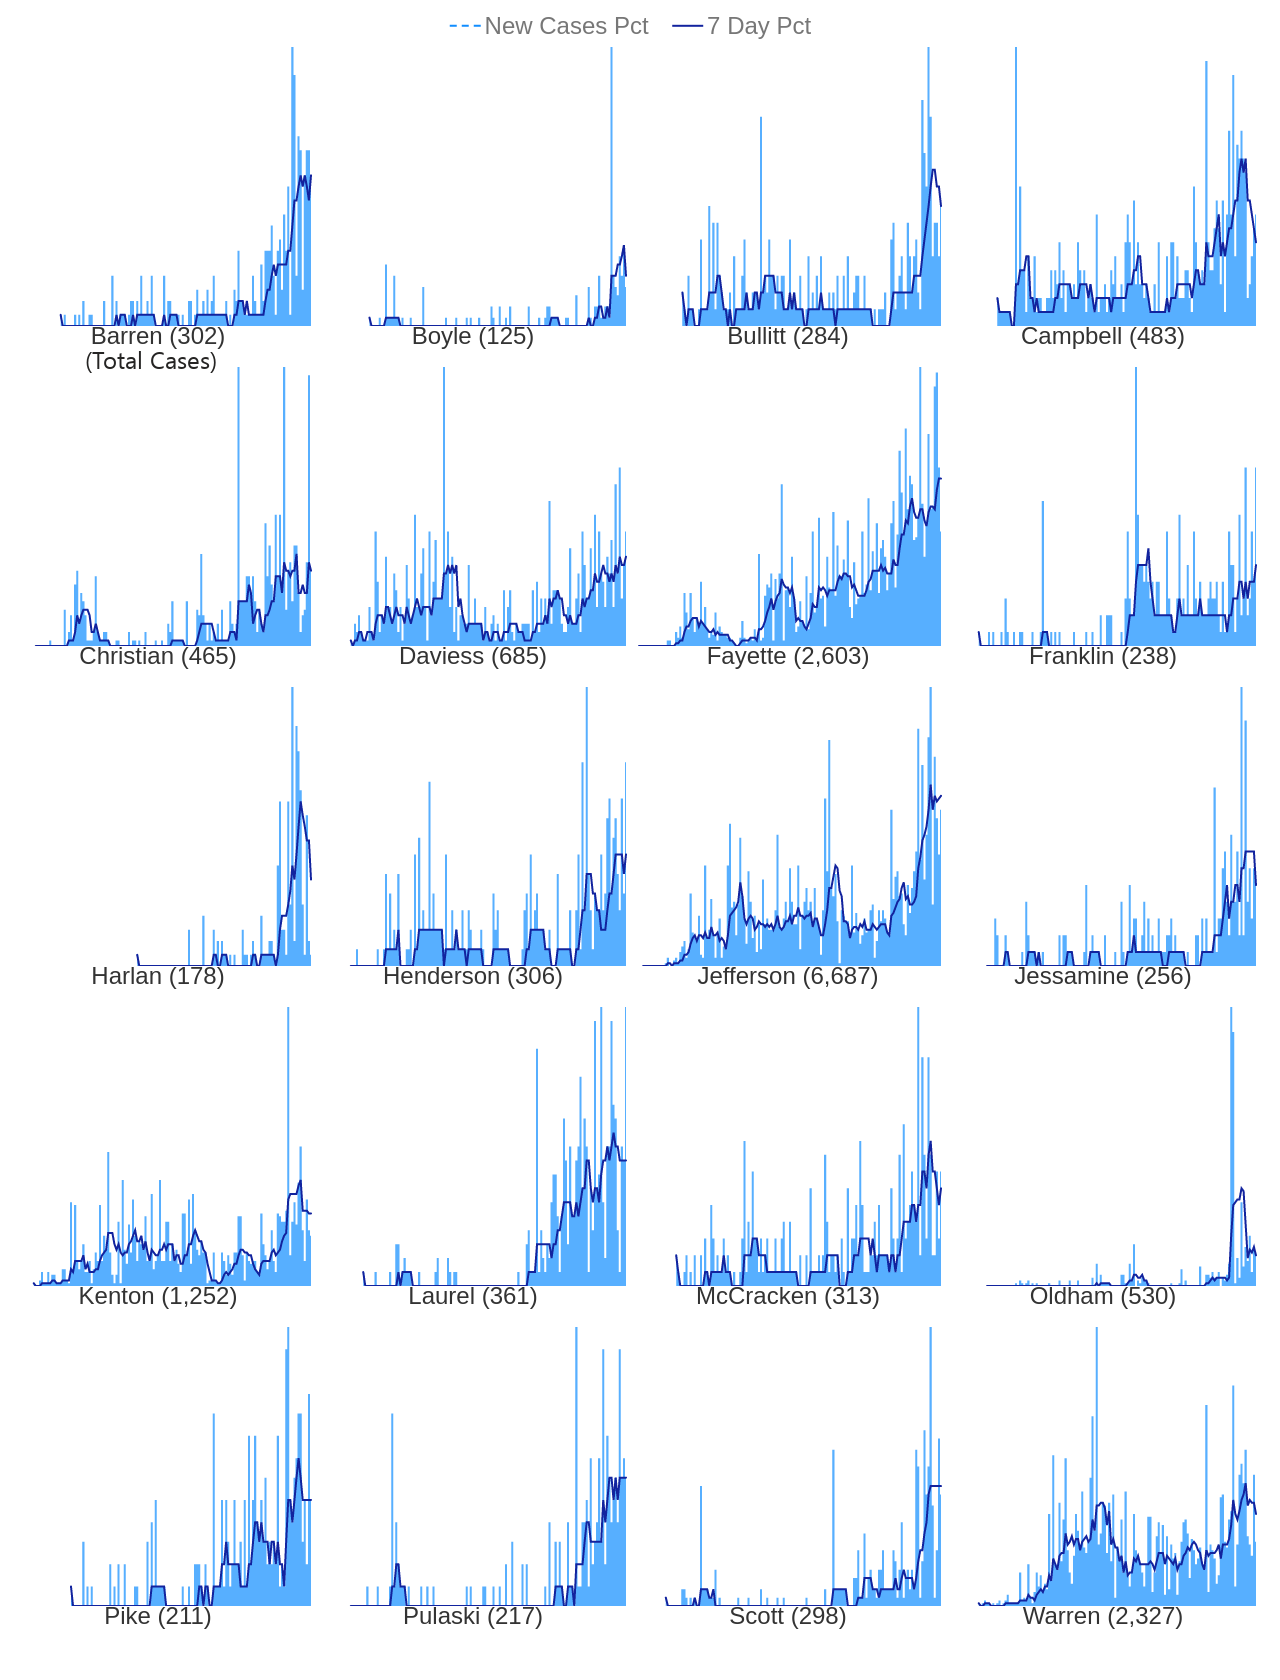 New Cases Pct 7 Day Pct
Barren (302) Boyle (125) Bullitt (284) Campbell (483)
(Total Cases)
Christian (465) Daviess (685) Fayette (2,603) Franklin (238)
Harlan (178) Henderson (306) Jefferson (6,687) Jessamine (256)
Kenton (1,252) Laurel (361) McCracken (313) Oldham (530)
Pike (211) Pulaski (217) Scott (298) Warren (2,327)